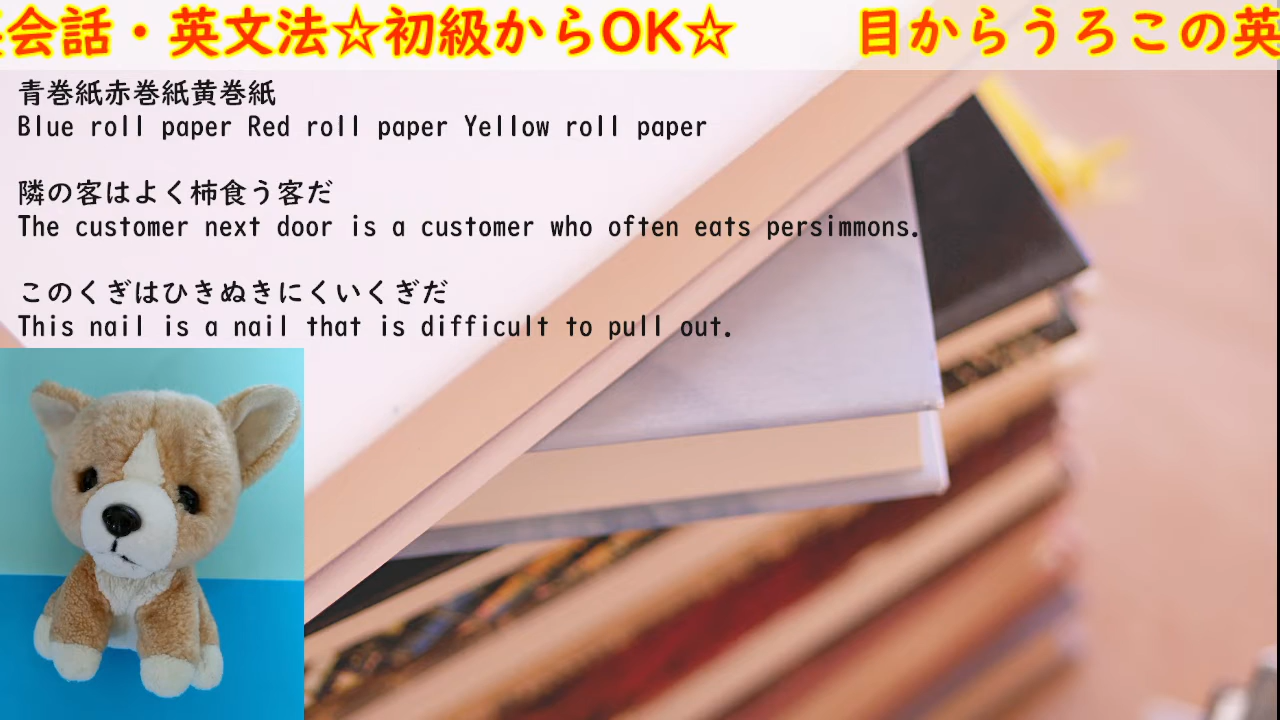 会話・英文法☆初級からOK☆ 目からうろこの英
青巻紙赤巻紙黄巻紙
Blue roll paper Red roll paper Yellow roll paper
隣の客はよく柿食う客だ
The customer next door is a customer who often eats persimmons.
このくぎはひきぬきにくいくぎだ
This nail is a nail that is difficult to pull out.